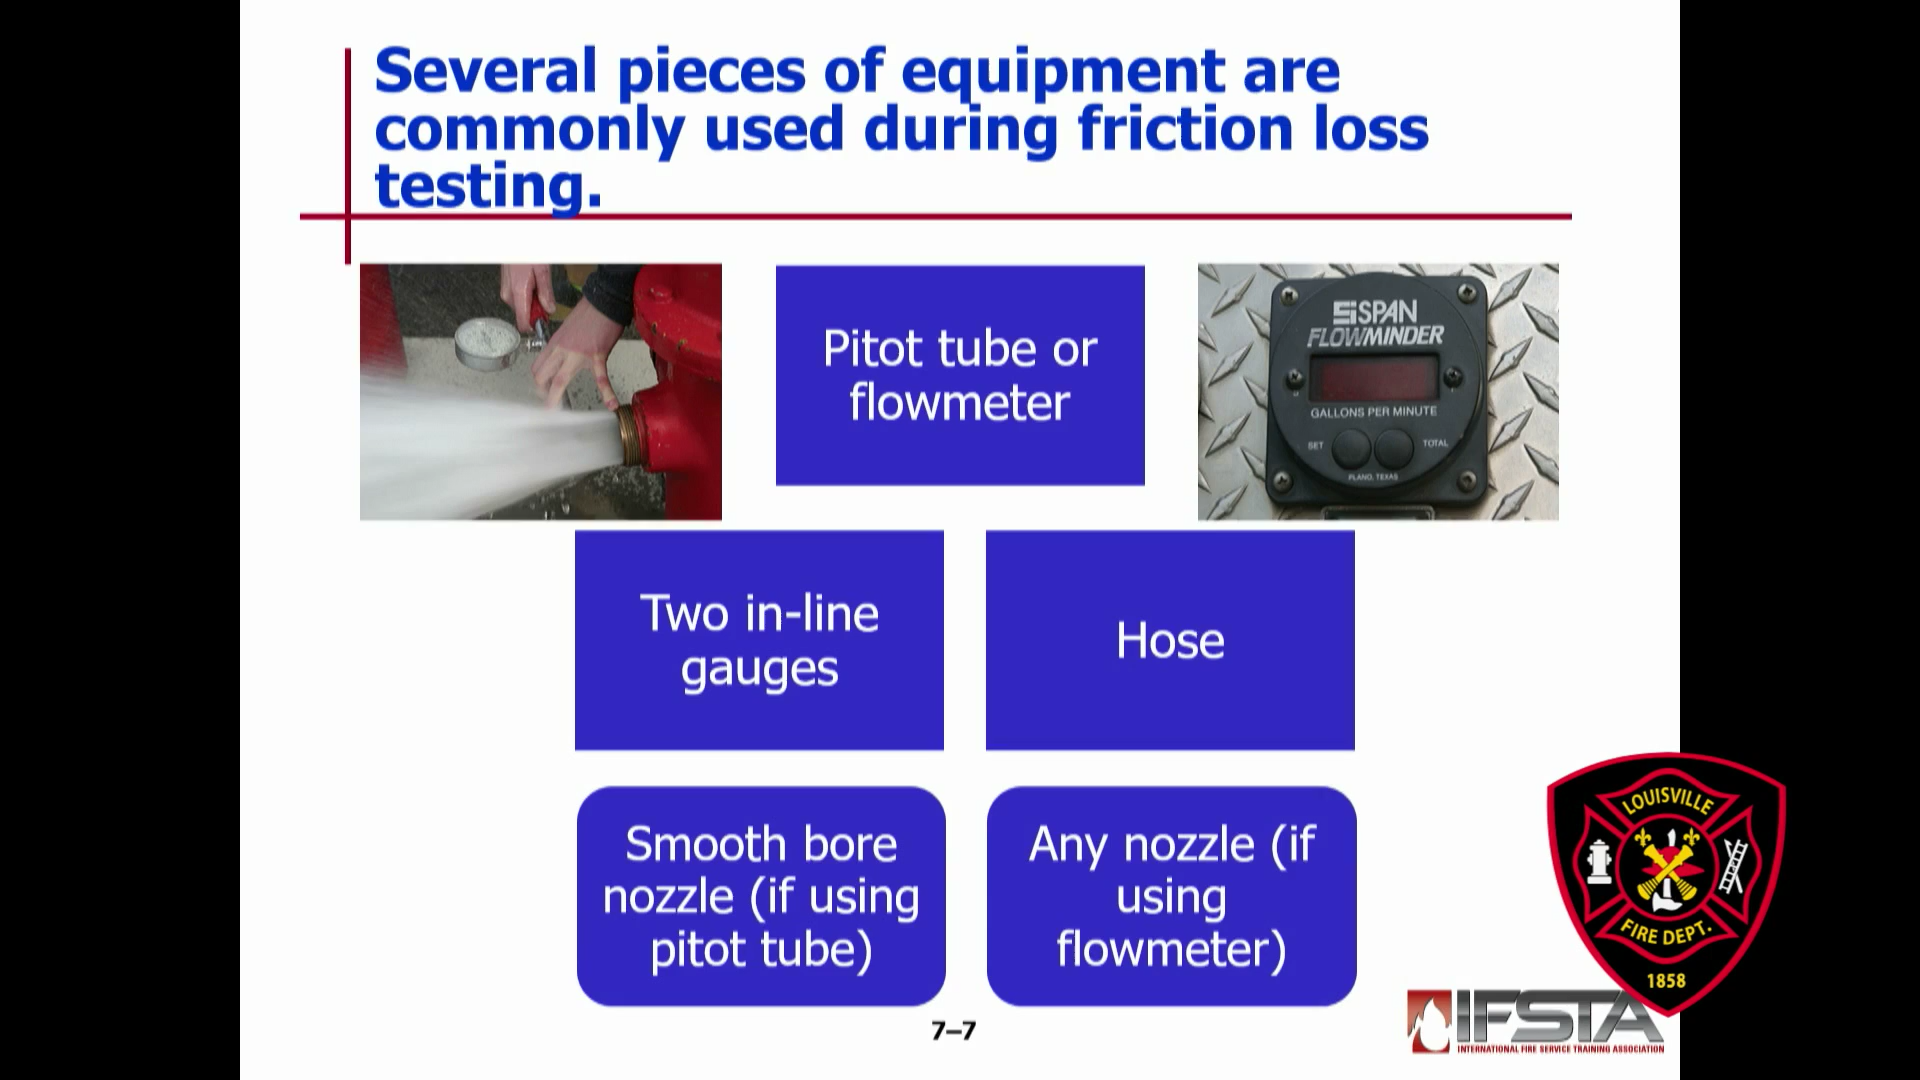 Several pieces of equipment are
commonly used during friction loss
testing.
Pitot tube or
flowmeter
SPAN
FLOWMINDER
GALLONS PER MINUTE
SET
TOTAL
PLANO, TEXAS
Two in-line
gauges
Hose
Smooth bore
nozzle (if using
pitot tube)
Any nozzle (if
using
flowmeter)
LOUISVILLE
FIRE DEPT.
1858
7–7
IFSTA
INTERNATIONAL FIRE SERVICE TRAINING ASSOCIATION